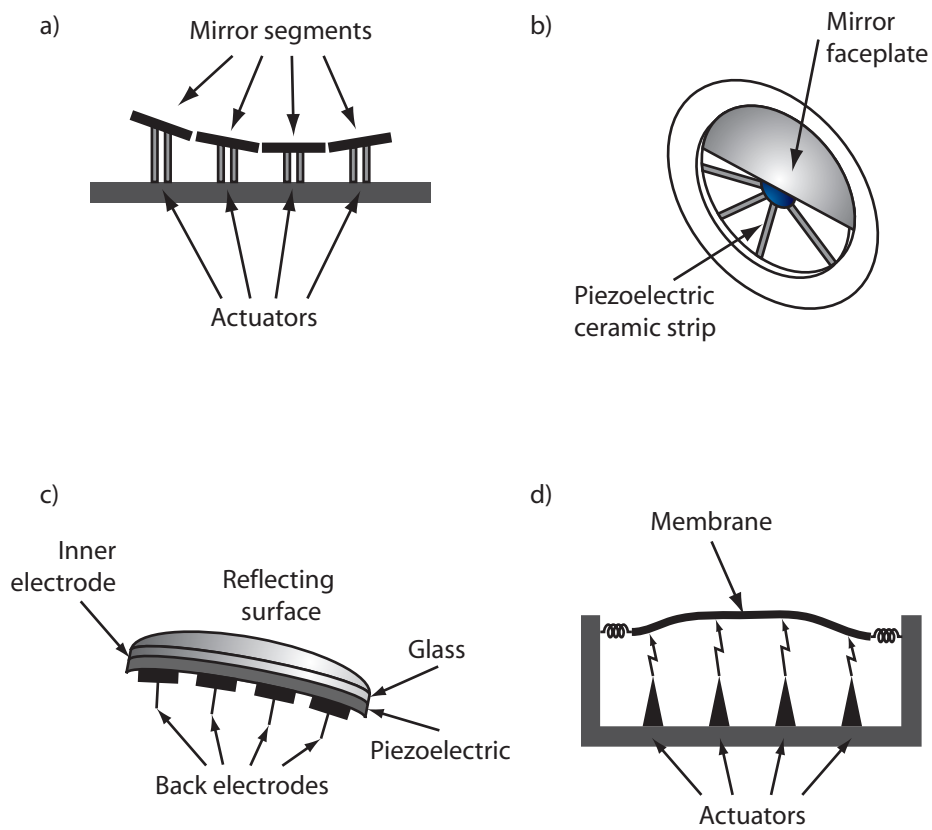 a)
Mirror segments
Actuators
b)
Mirror
faceplate
Piezoelectric
ceramic strip
c)
Inner
electrode
Reflecting
surface
Glass
Piezoelectric
Back electrodes
d)
Membrane
Actuators